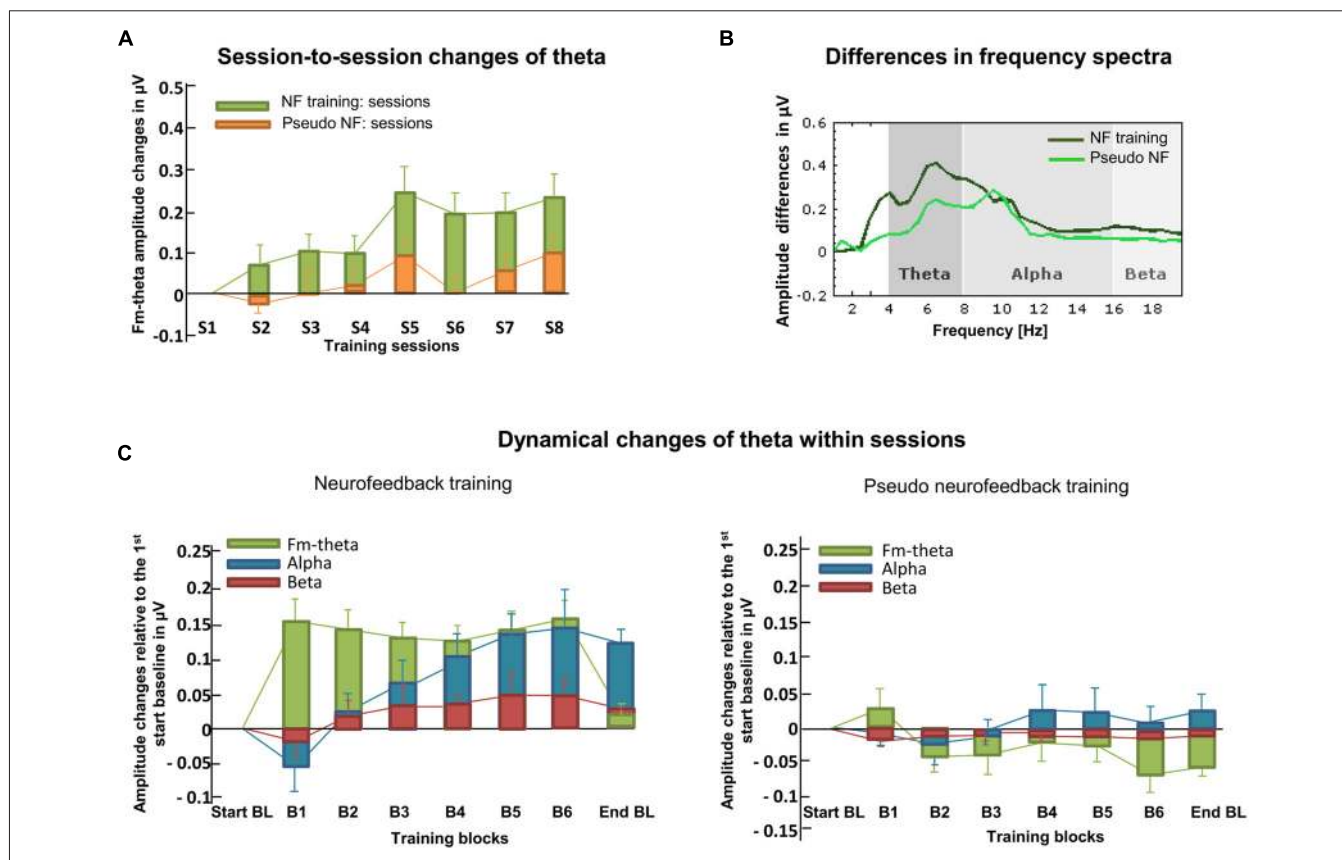 A
Session-to-session changes of theta
Fm-theta amplitude changes in µV
0.5
0.4
0.3
0.2
0.1
0
-0.1
NF training: sessions
Pseudo NF: sessions
S1 S2 S3 S4 S5 S6 S7 S8
Training sessions
B
Differences in frequency spectra
Amplitude differences in µV
0.6
0.4
0.2
0
-0.2
NF training
Pseudo NF
Theta Alpha Beta
2 4 6 8 10 12 14 16 18
Frequency [Hz]
Dynamical changes of theta within sessions
C
Neurofeedback training
Amplitude changes relative to the 1st
start baseline in µV
0.25
0.2
0.15
0.1
0.05
0
- 0.05
- 0.1
Fm-theta
Alpha
Beta
Start BL B1 B2 B3 B4 B5 B6 End BL
Training blocks
Pseudo neurofeedback training
Amplitude changes relative to the 1st
start baseline in µV
0.25
0.2
0.15
0.1
0.05
0
- 0.05
- 0.1
- 0.15
Fm-theta
Alpha
Beta
Start BL B1 B2 B3 B4 B5 B6 End BL
Training blocks